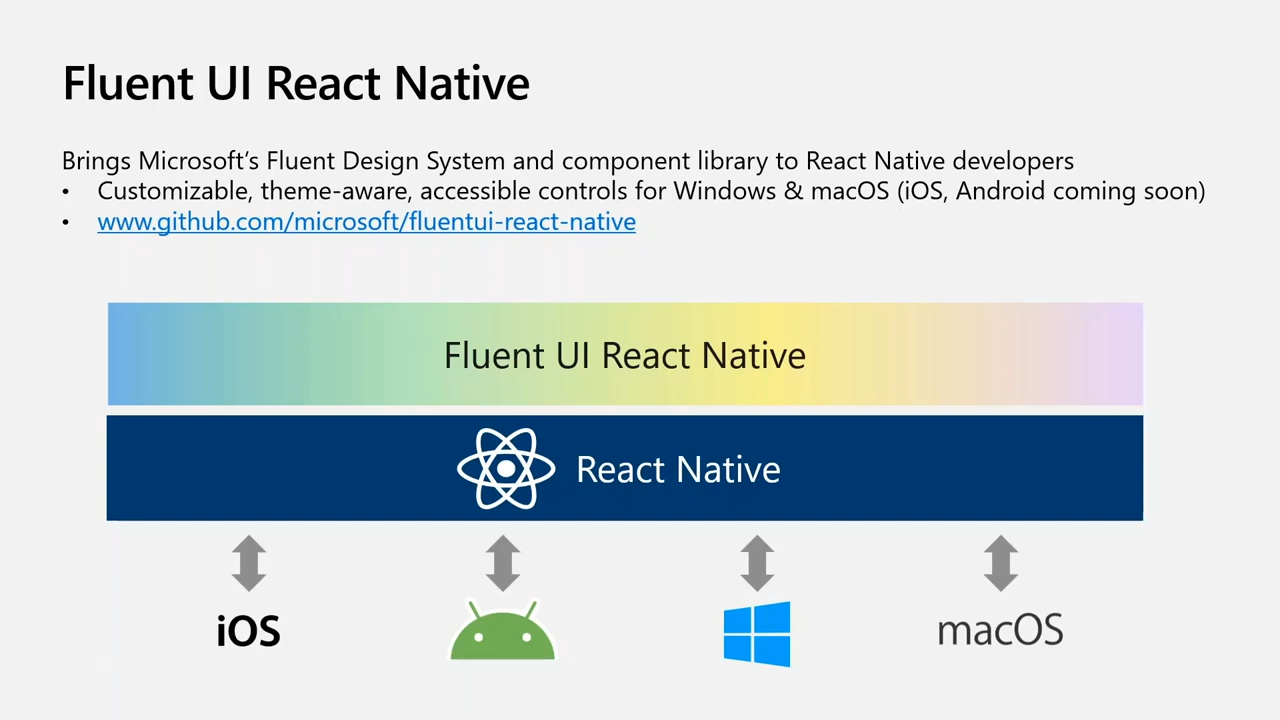 Fluent UI React Native
Brings Microsoft's Fluent Design System and component library to React Native developers
• Customizable, theme-aware, accessible controls for Windows & macOS (iOS, Android coming soon)
• www.github.com/microsoft/fluentui-react-native
Fluent UI React Native
React Native
iOS
macOS